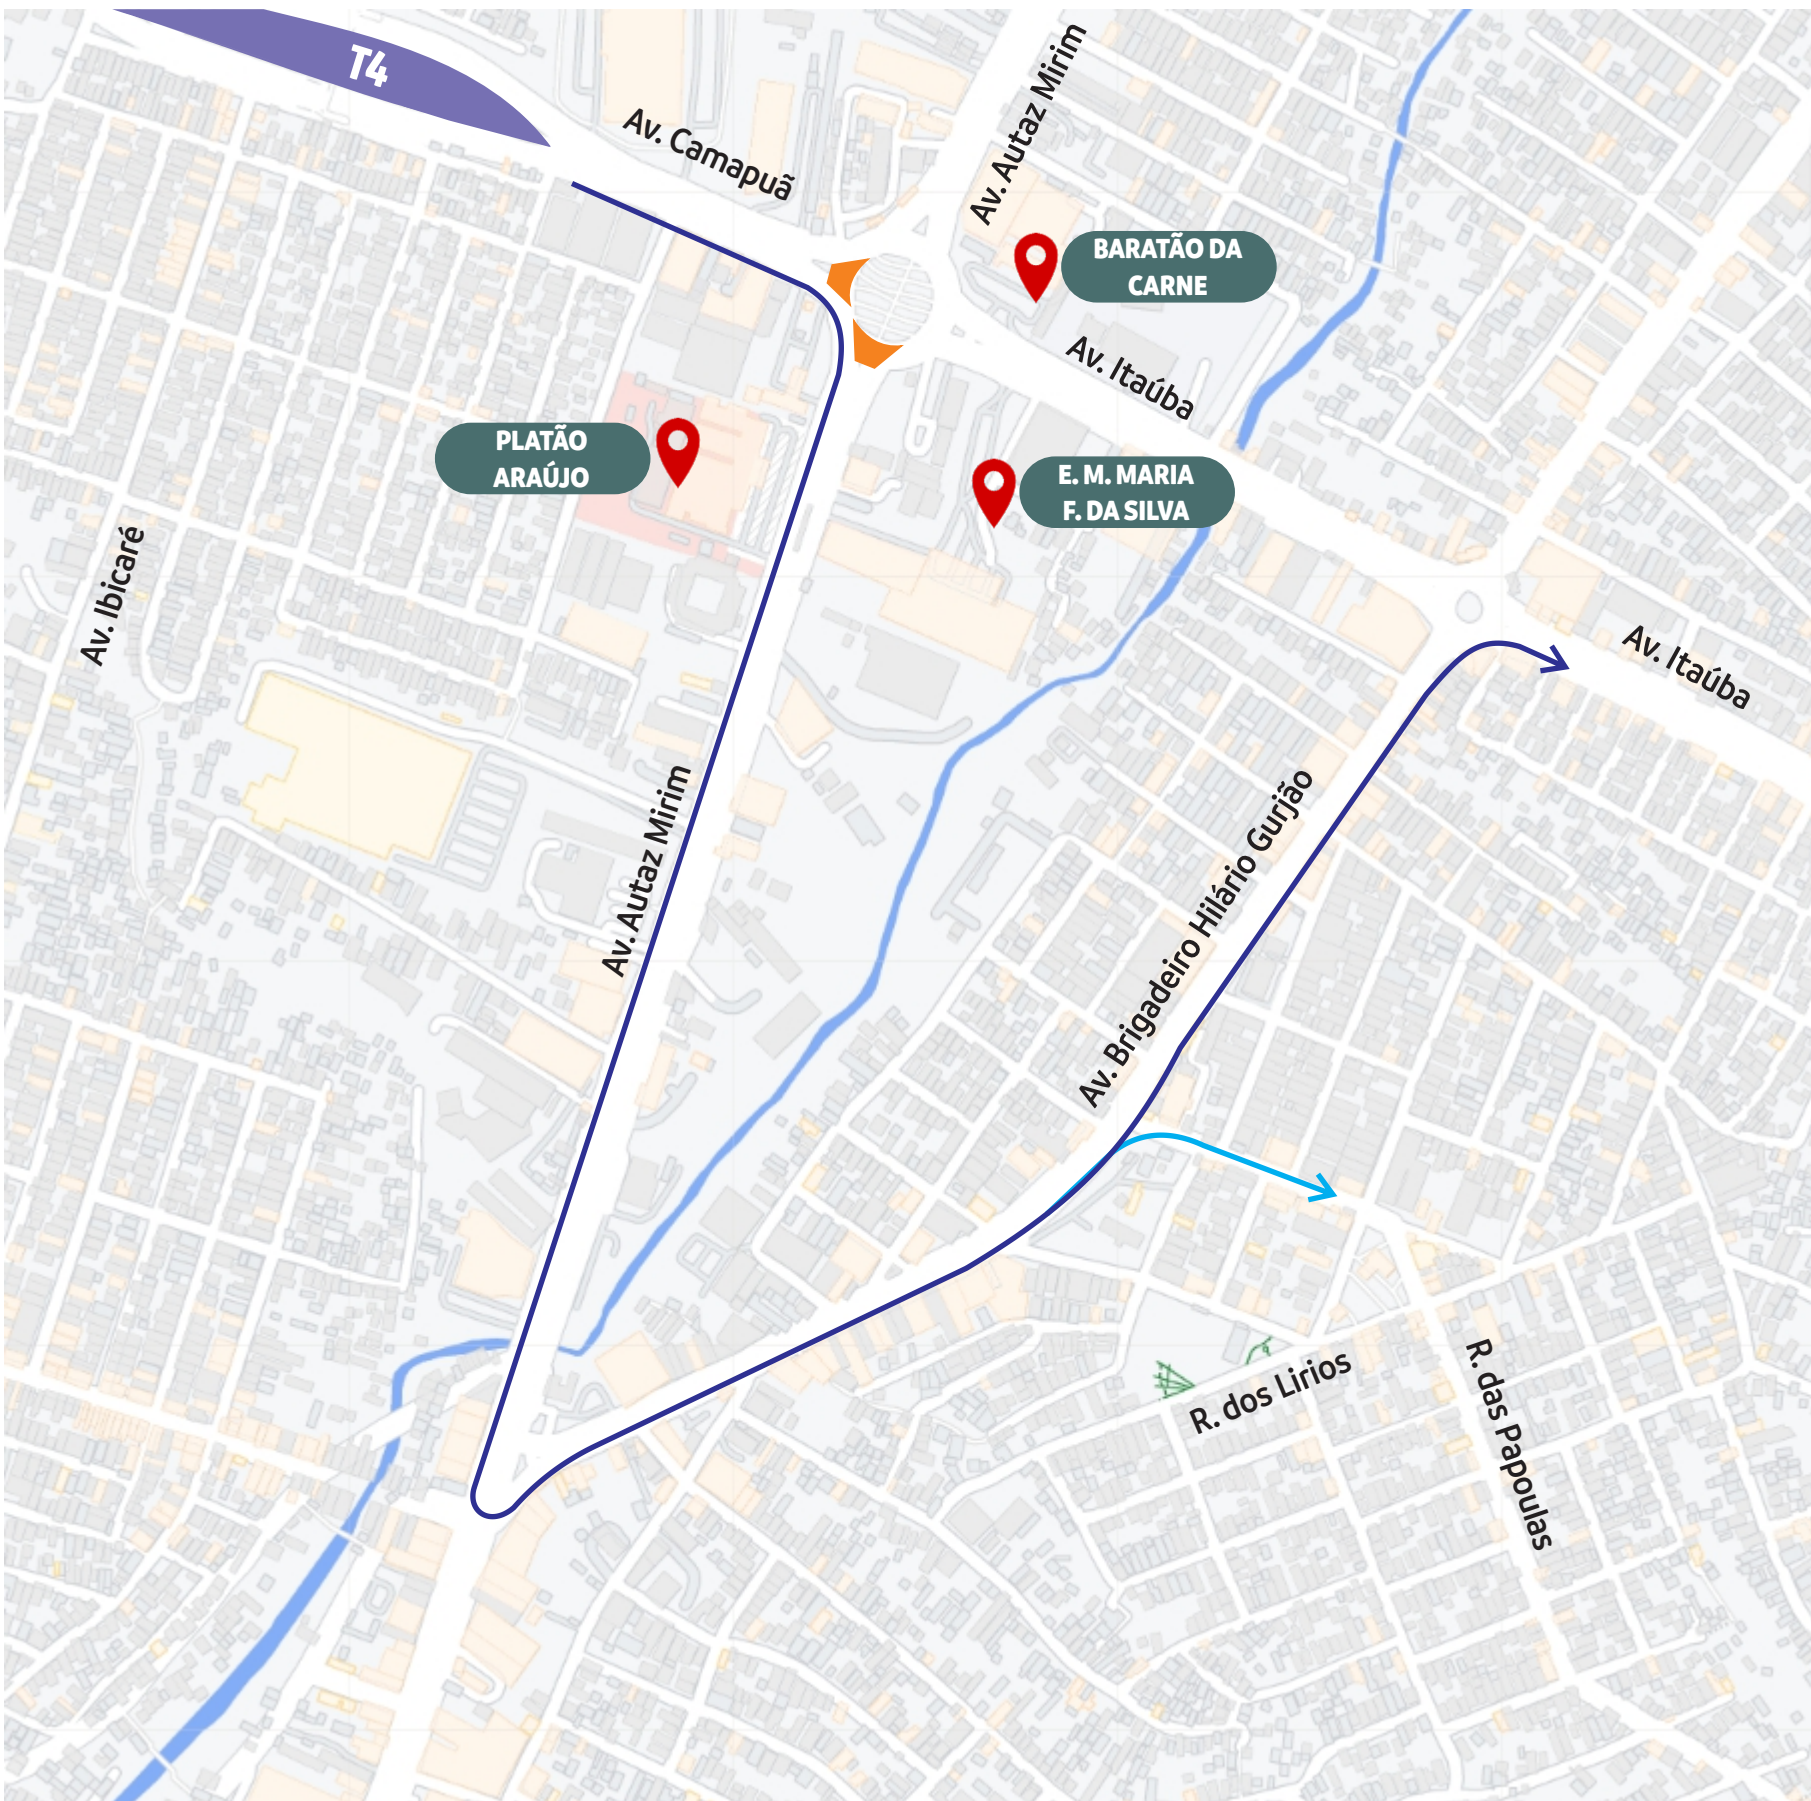 T4
Av. Camapuã
Av. Autaz Mirim
BARATÃO DA
CARNE
Av. Itaúba
PLATÃO
ARAÚJO
E. M. MARIA
F. DA SILVA
Av. Ibicaré
Av. Itaúba
Av. Autaz Mirim
Av. Brigadeiro Hilário Gurjão
R. dos Lirios
R. das Papoulas